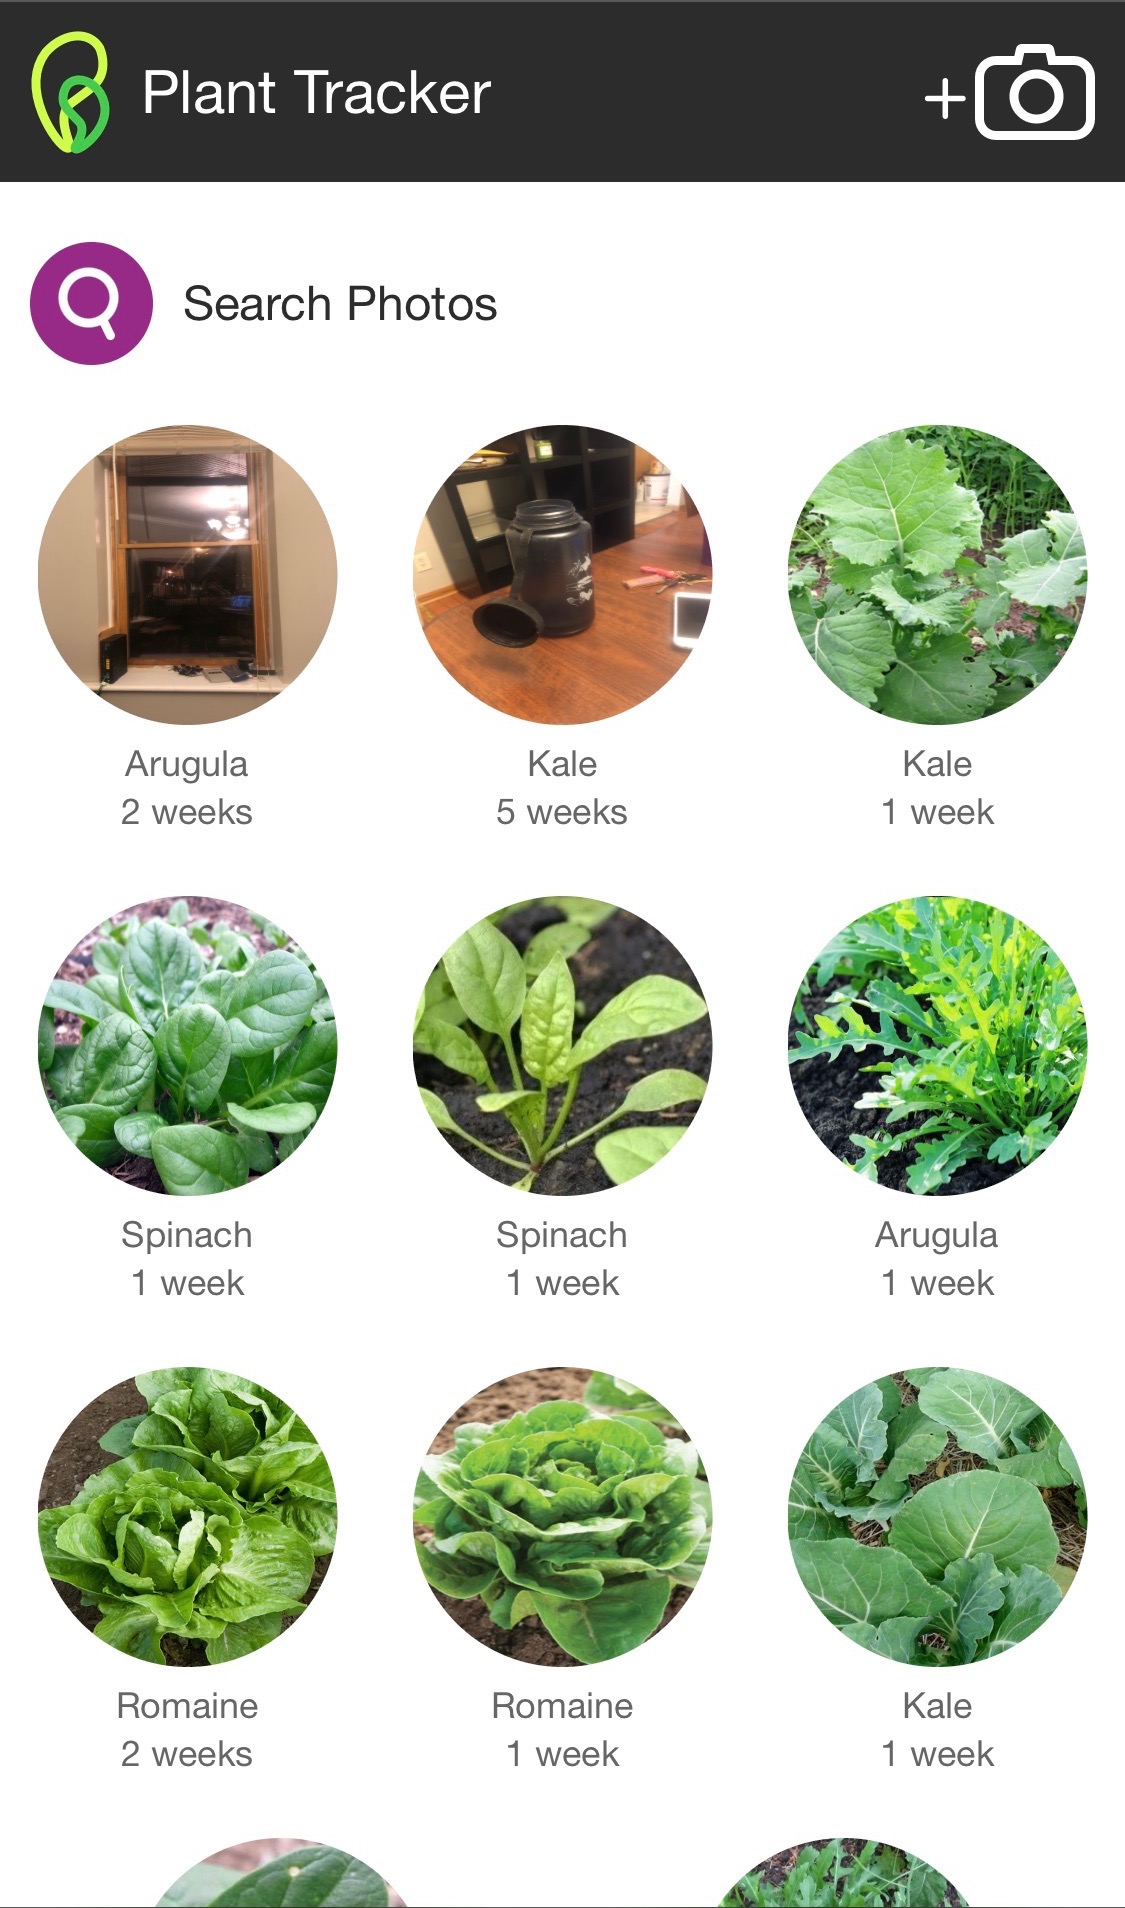 Plant Tracker
Search Photos
Arugula
2 weeks
Kale
5 weeks
Kale
1 week
Spinach
1 week
Spinach
1 week
Arugula
1 week
Romaine
2 weeks
Romaine
1 week
Kale
1 week